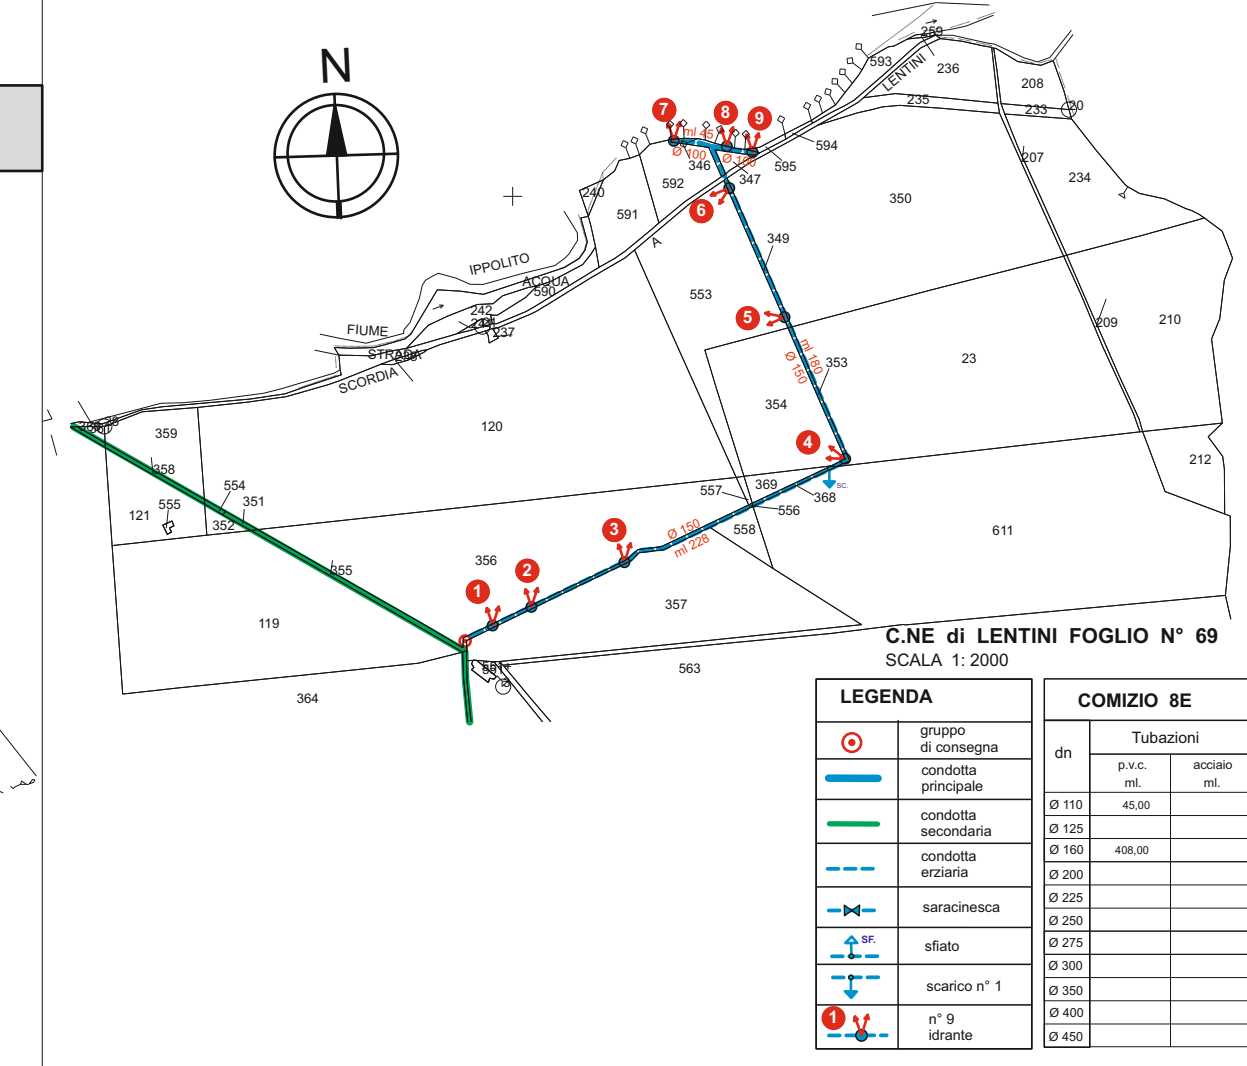 N
259
593
LENTINI
236
208
235
233
20
7
8
9
ml 45
Ø 100
Ø 100
346
347
594
595
207
234
592
240
591
6
350
A
349
IPPOLITO
ACQUA
590
553
242
237
5
209
210
FIUME
STRADA
SCORDIA
ml 180
Ø 150
353
23
354
359
120
4
358
554
351
555
121
352
557
369
368
sc.
212
556
558
Ø 150
ml 228
3
611
356
355
2
1
357
119
563
364
C.NE di LENTINI FOGLIO N° 69
SCALA 1: 2000
LEGENDA
gruppo
di consegna
condotta
principale
condotta
secondaria
condotta
erziaria
saracinesca
SF.
sfiato
scarico n° 1
1
n° 9
idrante
COMIZIO 8E
dn
Tubazioni
p.v.c.
ml.
acciaio
ml.
Ø 110 45,00
Ø 125
Ø 160 408,00
Ø 200
Ø 225
Ø 250
Ø 275
Ø 300
Ø 350
Ø 400
Ø 450